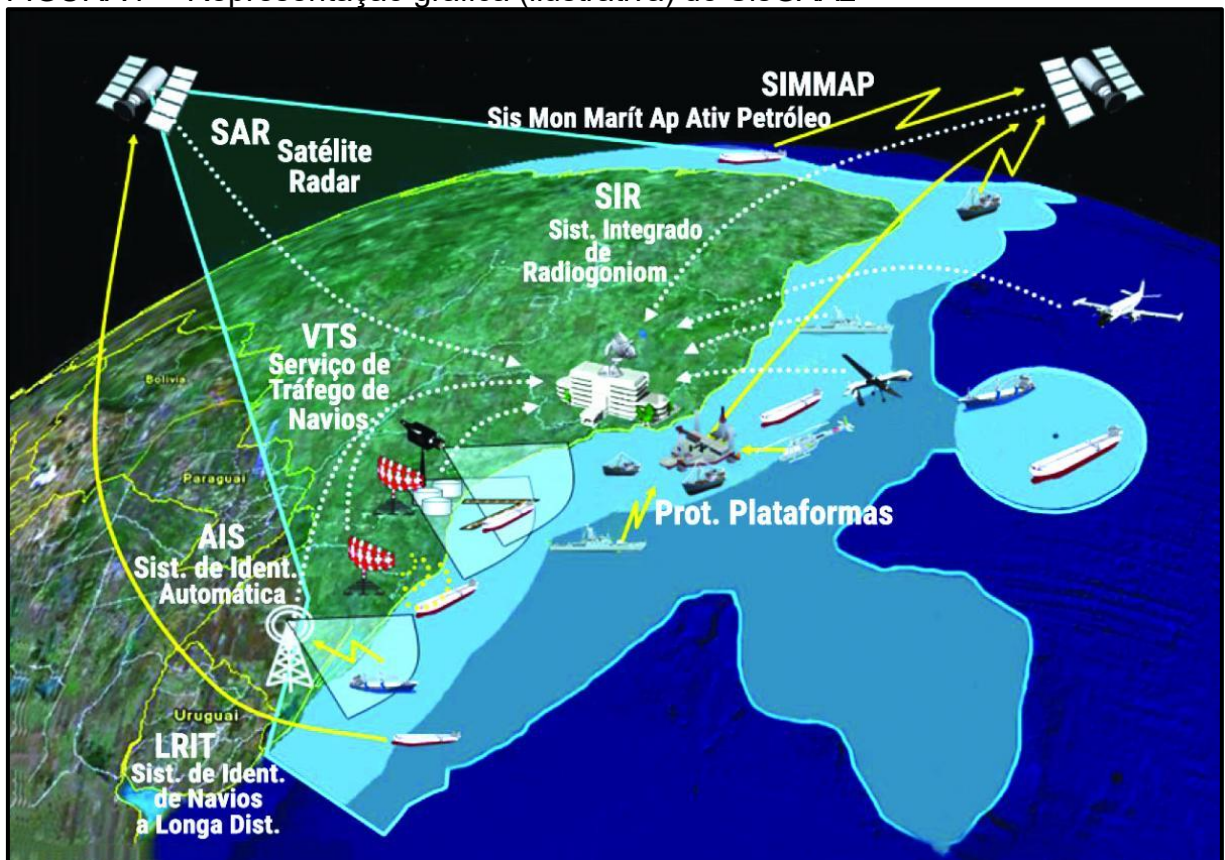 SIMMAP
Sis Mon Marít Ap Ativ Petróleo
SAR
Satélite
Radar
SIR
Sist. Integrado
de
Radiogoniom
VTS
Serviço de
Tráfego de
Navios
Bolivia
Paraguai
Prot. Plataformas
AIS
Sist. de Ident.
Automática
Uruguai
LRIT
Sist. de Ident.
de Navios
a Longa Dist.